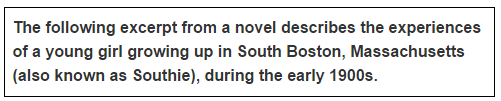 The following excerpt from a novel describes the experiences
of a young girl growing up in South Boston, Massachusetts
(also known as Southie), during the early 1900s.